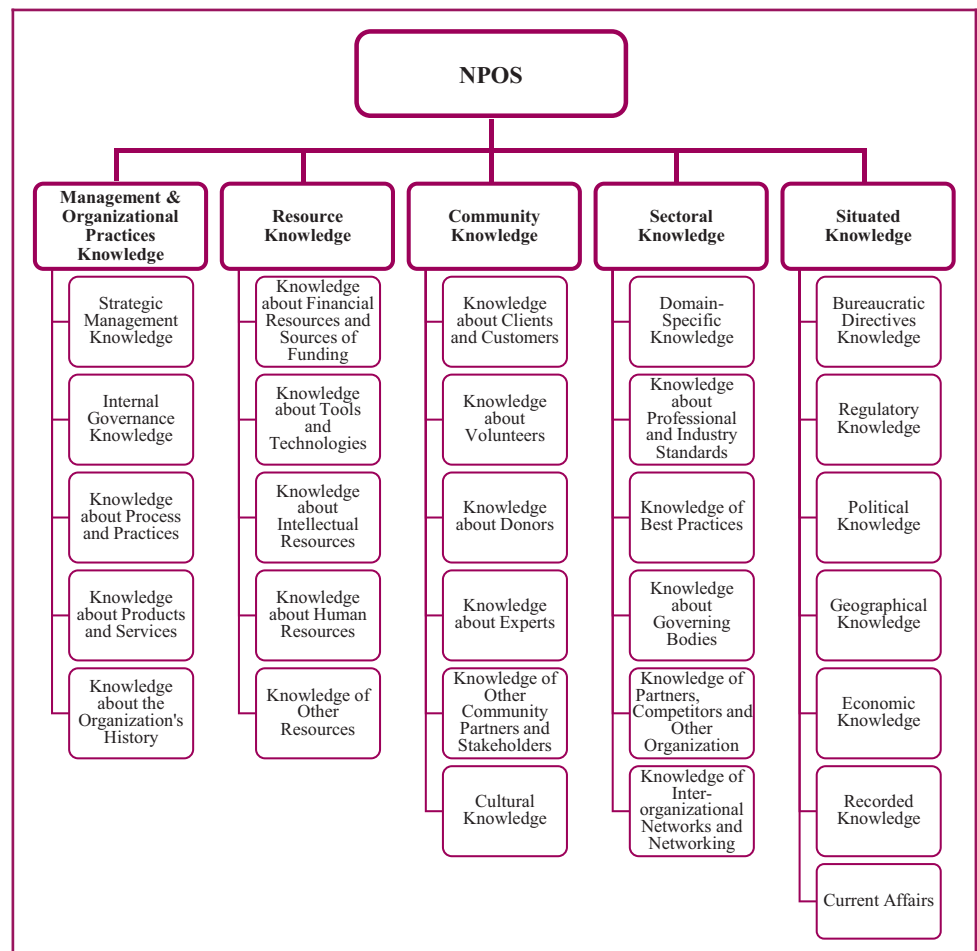 NPOS
Management &
Organizational
Practices
Knowledge
Strategic
Management
Knowledge
Internal
Governance
Knowledge
Knowledge
about Process
and Practices
Knowledge
about Products
and Services
Knowledge
about the
Organization's
History
Resource
Knowledge
Knowledge
about Financial
Resources and
Sources of
Funding
Knowledge
about Tools
and
Technologies
Knowledge
about
Intellectual
Resources
Knowledge
about Human
Resources
Knowledge of
Other
Resources
Community
Knowledge
Knowledge
about Clients
and Customers
Knowledge
about
Volunteers
Knowledge
about Donors
Knowledge
about Experts
Knowledge of
Other
Community
Partners and
Stakeholders
Cultural
Knowledge
Sectoral
Knowledge
Domain-
Specific
Knowledge
Knowledge
about
Professional
and Industry
Standards
Knowledge of
Best Practices
Knowledge
about
Governing
Bodies
Knowledge of
Partners,
Competitors and
Other
Organization
Knowledge of
Inter-
organizational
Networks and
Networking
Situated
Knowledge
Bureaucratic
Directives
Knowledge
Regulatory
Knowledge
Political
Knowledge
Geographical
Knowledge
Economic
Knowledge
Recorded
Knowledge
Current Affairs